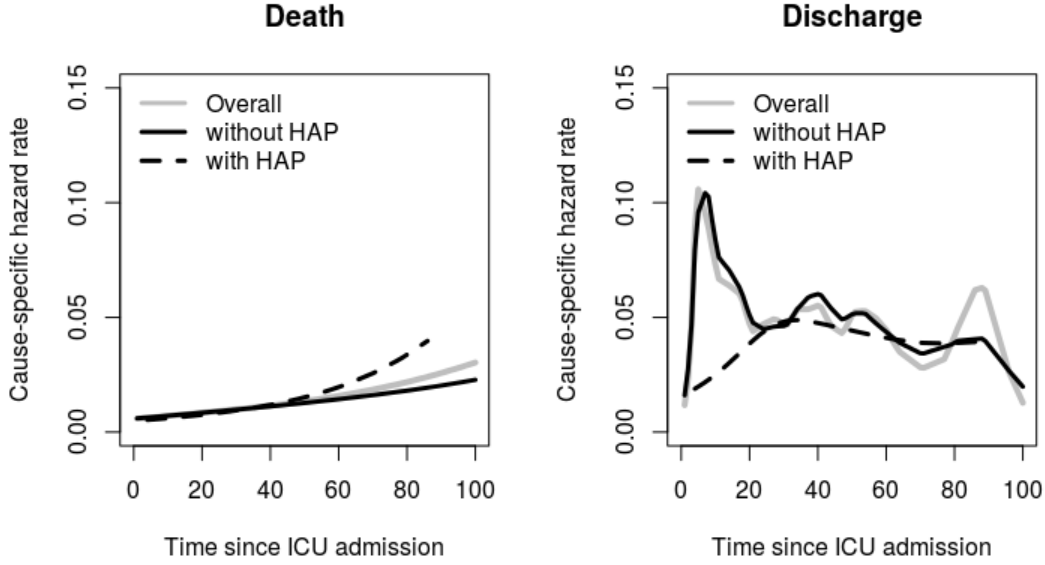 Death
Cause-specific hazard rate
0.15
0.10
0.05
0.00
Overall
without HAP
with HAP
0 20 40 60 80 100
Time since ICU admission
Discharge
Cause-specific hazard rate
0.15
0.10
0.05
0.00
Overall
without HAP
with HAP
0 20 40 60 80 100
Time since ICU admission